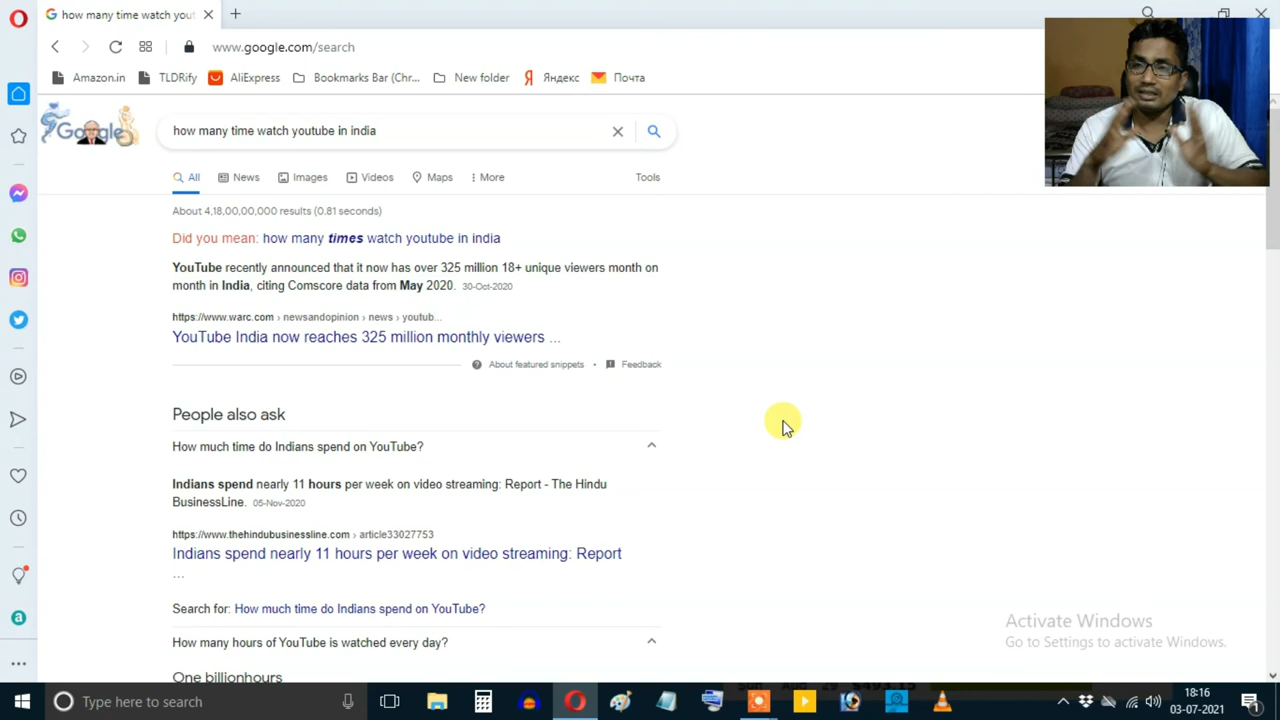 how many time watch yout
www.google.com/search
Amazon.in
TLDRify
AliExpress
Bookmarks Bar (Chr...
New folder
Яндекс
Почта
Google
how many time watch youtube in india
All
News
Images
Videos
Maps
More
Tools
About 4,18,00,00,000 results (0.81 seconds)
Did you mean: how many times watch youtube in india
YouTube recently announced that it now has over 325 million 18+ unique viewers month on
month in India, citing Comscore data from May 2020. 30-Oct-2020
https://www.warc.com › newsandopinion › news › youtub...
YouTube India now reaches 325 million monthly viewers ...
About featured snippets • Feedback
People also ask
How much time do Indians spend on YouTube?
Indians spend nearly 11 hours per week on video streaming: Report - The Hindu
BusinessLine. 05-Nov-2020
https://www.thehindubusinessline.com › article33027753
Indians spend nearly 11 hours per week on video streaming: Report
...
Search for: How much time do Indians spend on YouTube?
How many hours of YouTube is watched every day?
One billionhours
Activate Windows
Go to Settings to activate Windows.
Type here to search
18:16
03-07-2021